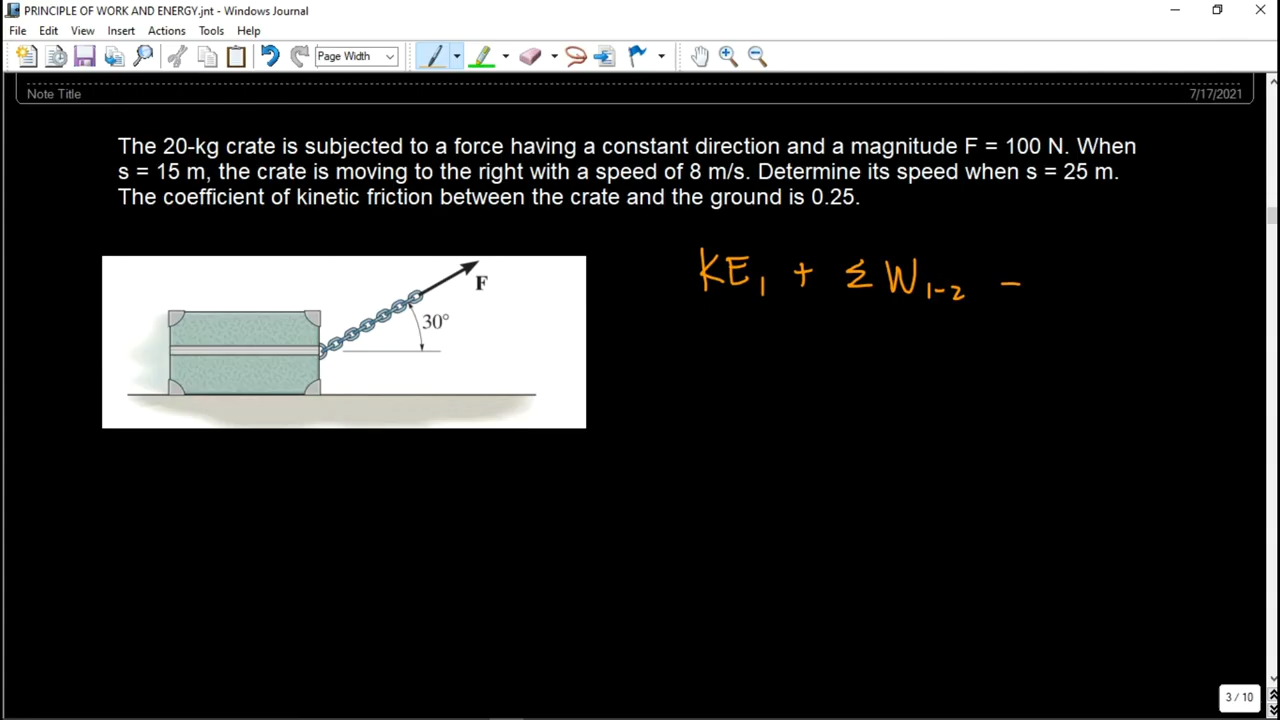 PRINCIPLE OF WORK AND ENERGY.jnt - Windows Journal
File Edit View Insert Actions Tools Help
Page Width
Note Title 7/17/2021
The 20-kg crate is subjected to a force having a constant direction and a magnitude F = 100 N. When
s = 15 m, the crate is moving to the right with a speed of 8 m/s. Determine its speed when s = 25 m.
The coefficient of kinetic friction between the crate and the ground is 0.25.
KE₁ + Σ W₁₋₂ =
F
30°
3 / 10